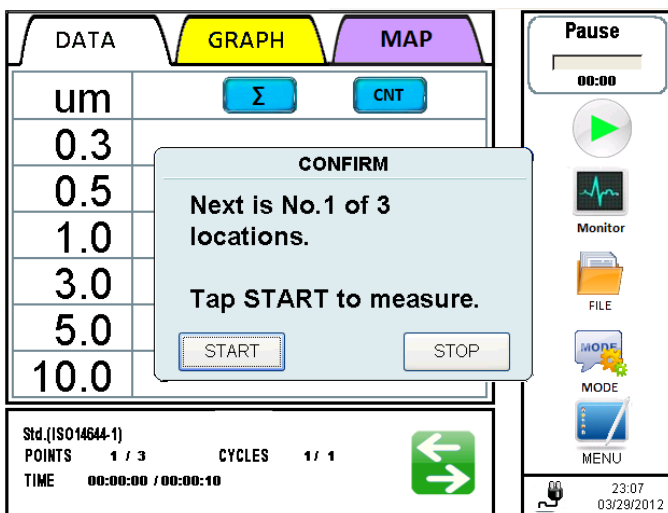 DATA
GRAPH
MAP
um
Σ
CNT
0.3
0.5
1.0
3.0
5.0
10.0
CONFIRM
Next is No.1 of 3
locations.
Tap START to measure.
START
STOP
Std.(ISO14644-1)
POINTS 1 / 3 CYCLES 1/ 1
TIME 00:00:00 / 00:00:10
Pause
00:00
Monitor
FILE
MODE
MODE
MENU
23:07
03/29/2012